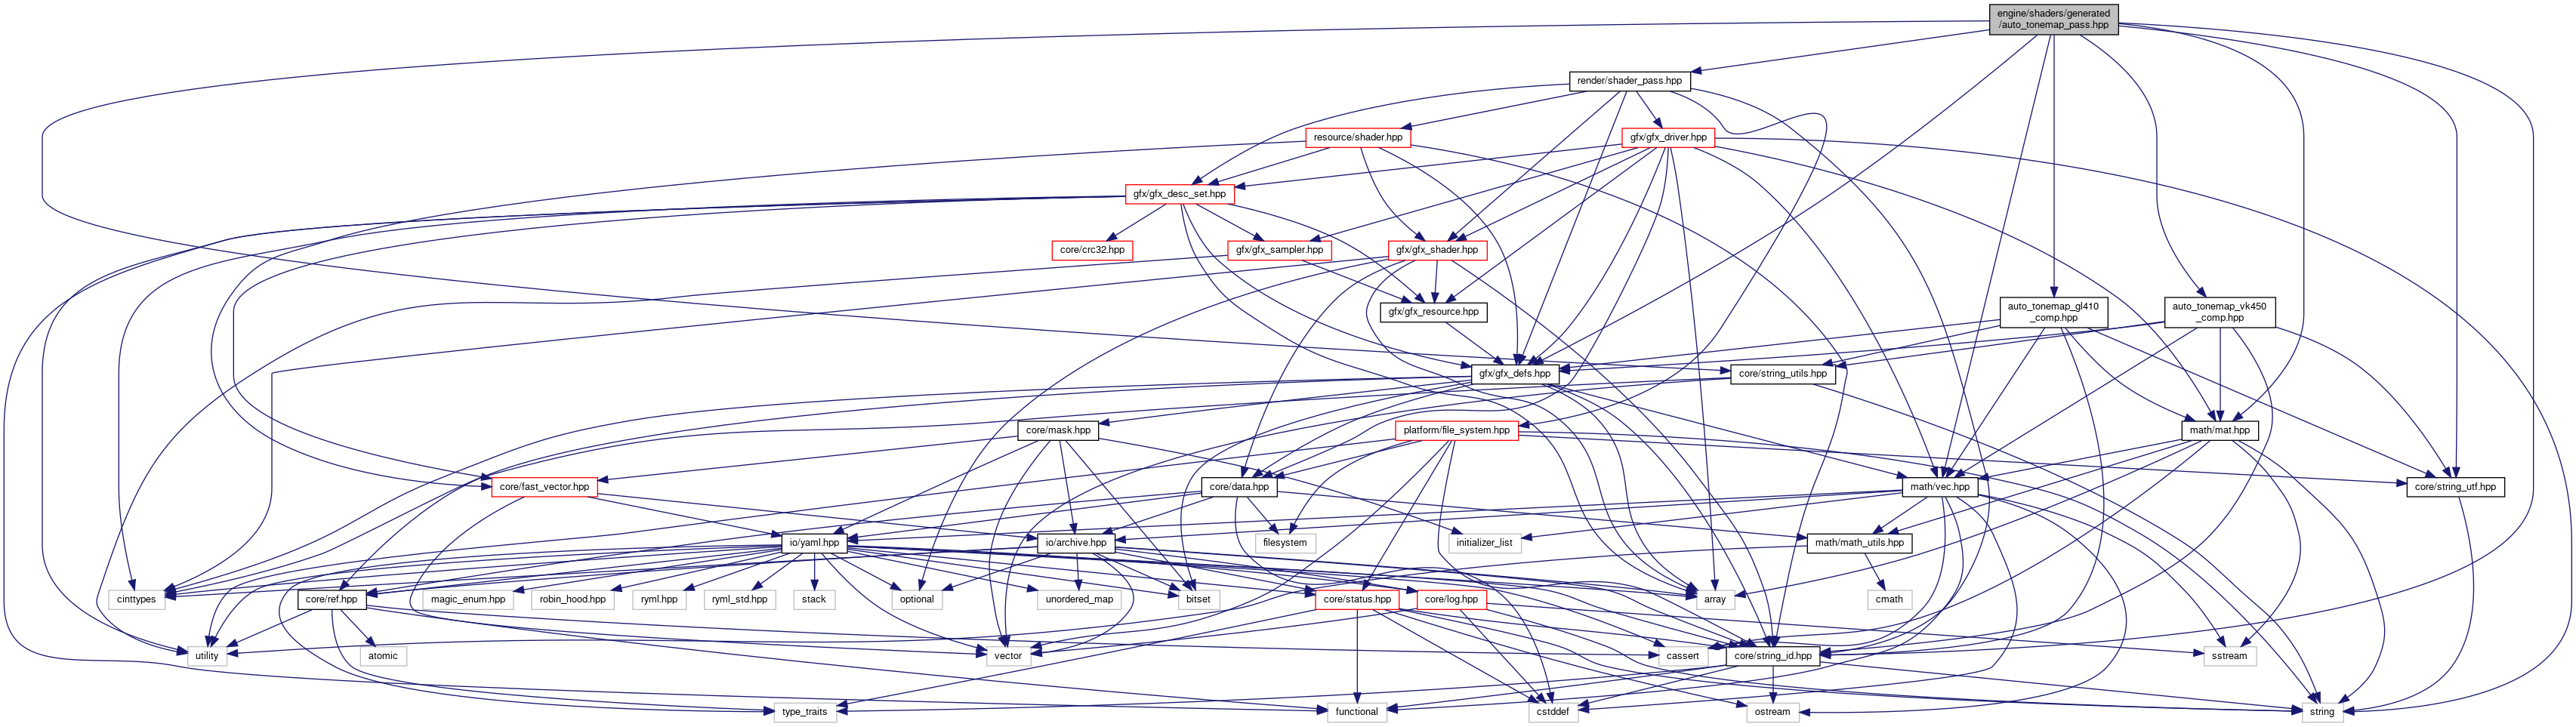 engine/shaders/generated
/auto_tonemap_pass.hpp
render/shader_pass.hpp
resource/shader.hpp
gfx/gfx_driver.hpp
gfx/gfx_desc_set.hpp
core/crc32.hpp
gfx/gfx_sampler.hpp
gfx/gfx_shader.hpp
gfx/gfx_resource.hpp
auto_tonemap_gl410
_comp.hpp
auto_tonemap_vk450
_comp.hpp
gfx/gfx_defs.hpp
core/string_utils.hpp
core/mask.hpp
platform/file_system.hpp
math/mat.hpp
core/fast_vector.hpp
core/data.hpp
math/vec.hpp
core/string_utf.hpp
io/yaml.hpp
io/archive.hpp
filesystem
initializer_list
math/math_utils.hpp
cinttypes
core/ref.hpp
magic_enum.hpp
robin_hood.hpp
ryml.hpp
ryml_std.hpp
stack
optional
unordered_map
bitset
core/status.hpp
core/log.hpp
array
cmath
utility
atomic
vector
cassert
core/string_id.hpp
sstream
type_traits
functional
cstddef
ostream
string